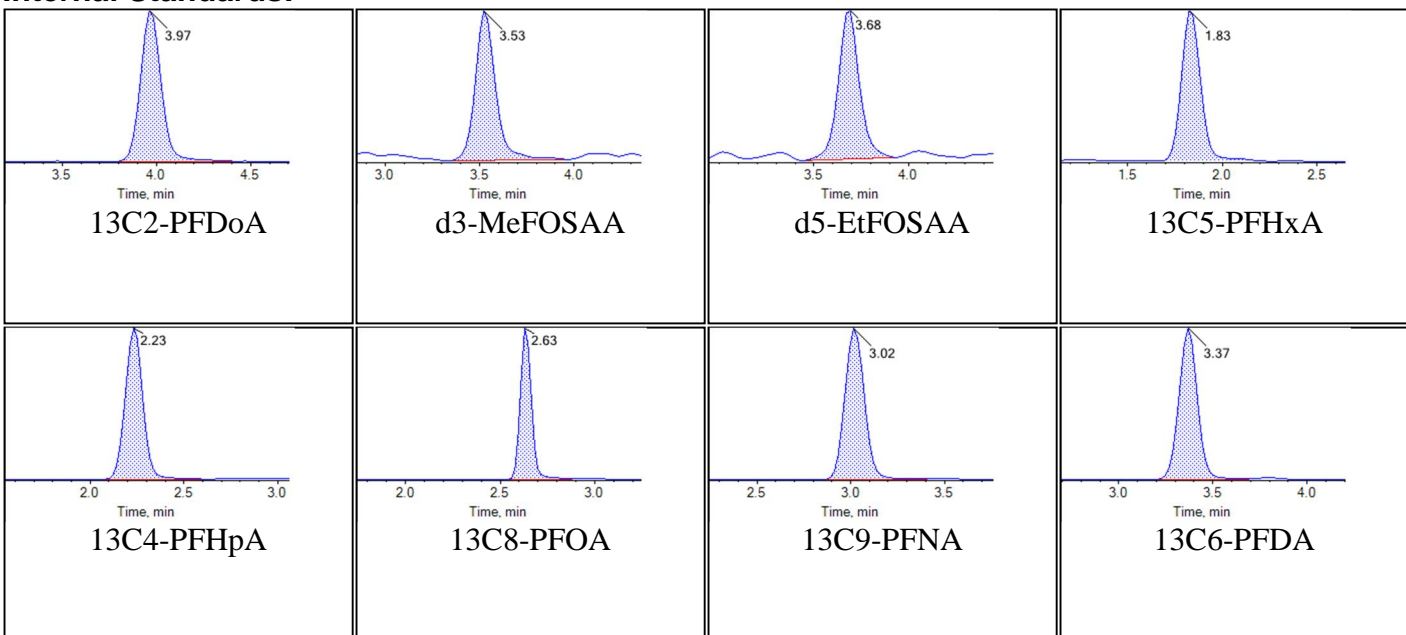 Internal Standards:
3.97
3.5 4.0 4.5
Time, min
13C2-PFDoA
3.53
3.0 3.5 4.0
Time, min
d3-MeFOSAA
3.68
3.5 4.0
Time, min
d5-EtFOSAA
1.83
1.5 2.0 2.5
Time, min
13C5-PFHxA
2.23
2.0 2.5 3.0
Time, min
13C4-PFHpA
2.63
2.0 2.5 3.0
Time, min
13C8-PFOA
3.02
2.5 3.0 3.5
Time, min
13C9-PFNA
3.37
3.0 3.5 4.0
Time, min
13C6-PFDA